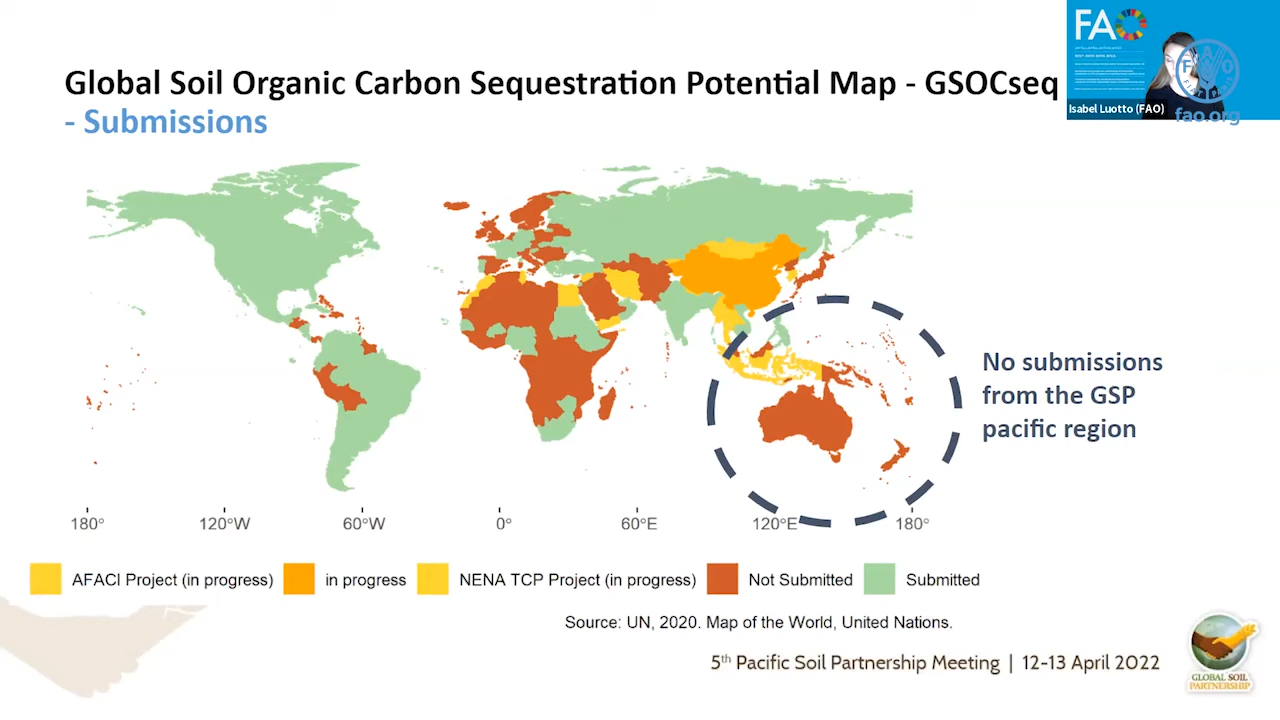 FAO
Isabel Luotto (FAO)
fao.org
Global Soil Organic Carbon Sequestration Potential Map - GSOCseq
- Submissions
No submissions
from the GSP
pacific region
180° 120°W 60°W 0° 60°E 120°E 180°
AFACI Project (in progress) in progress NENA TCP Project (in progress) Not Submitted Submitted
Source: UN, 2020. Map of the World, United Nations.
5th Pacific Soil Partnership Meeting | 12-13 April 2022
GLOBAL SOIL
PARTNERSHIP